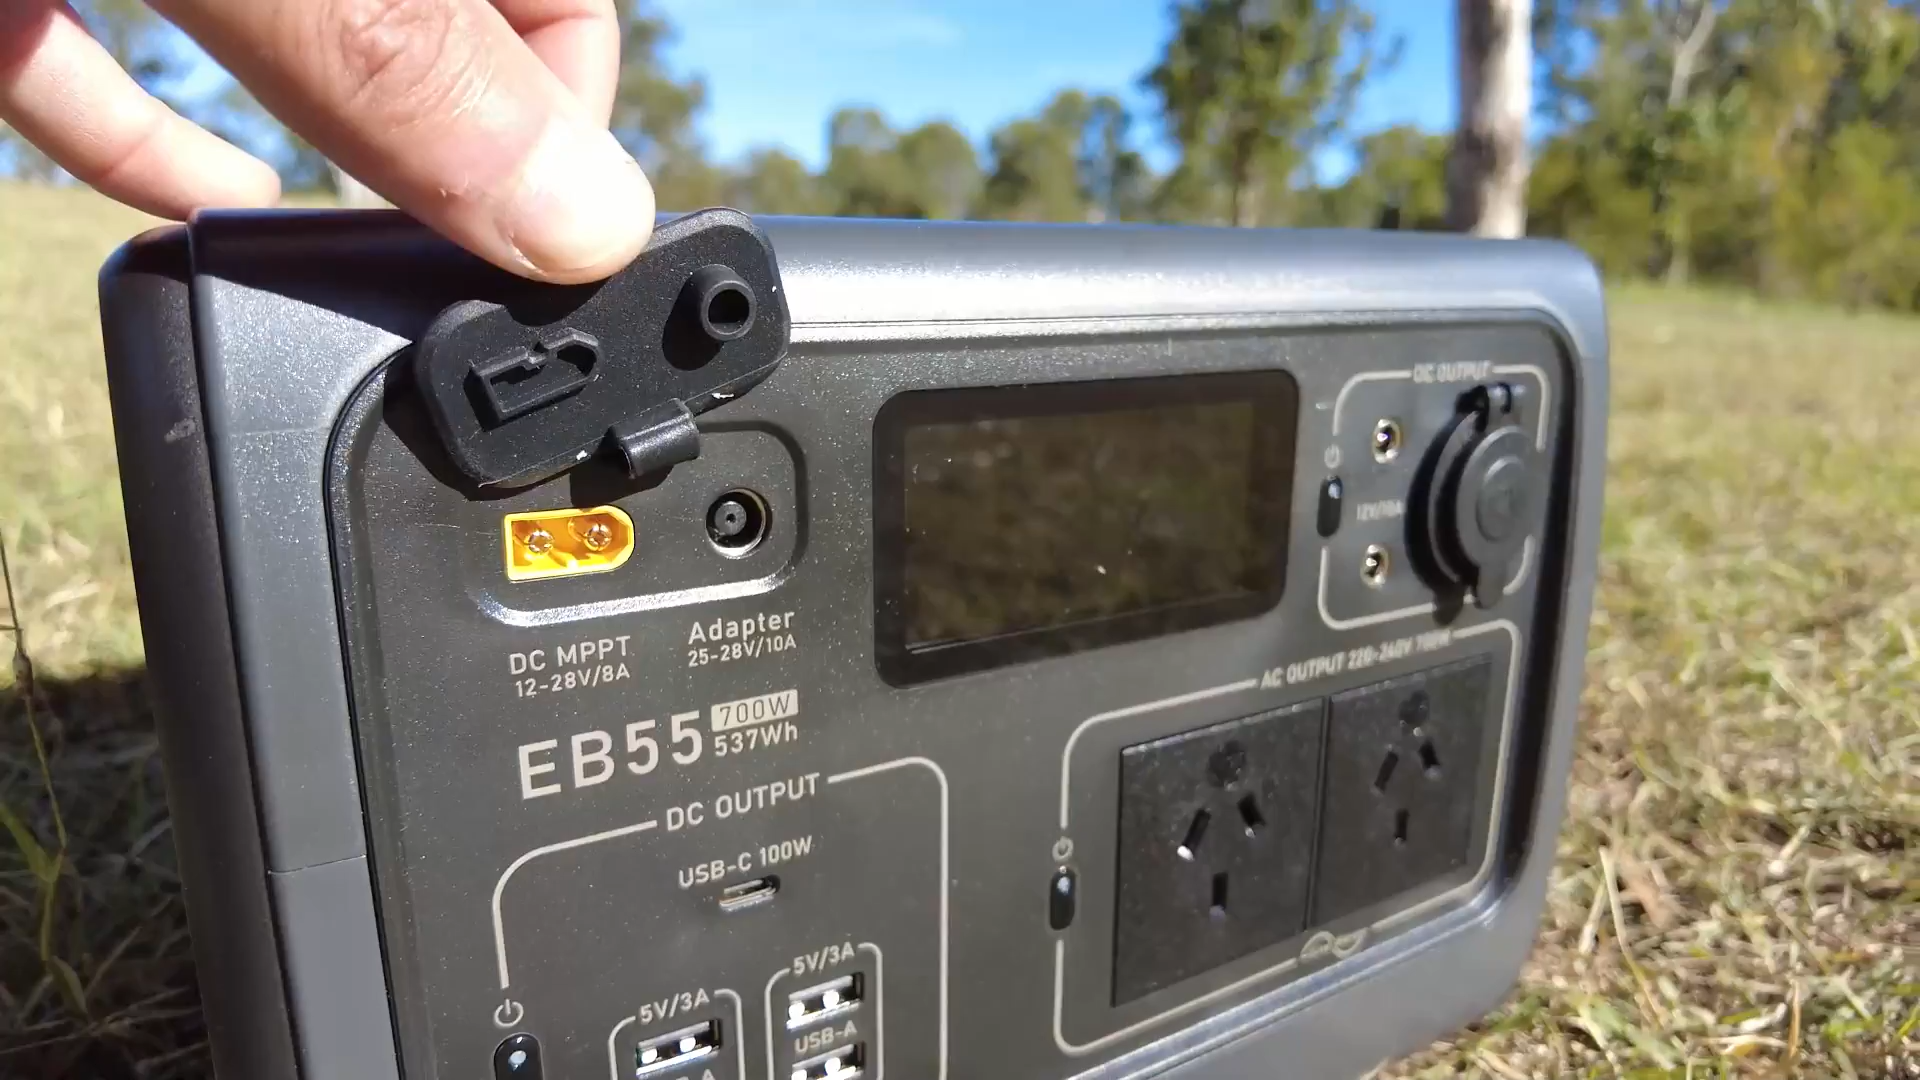 DC MPPT
12-28V/8A
Adapter
25-28V/10A
EB55
700W
537Wh
DC OUTPUT
USB-C 100W
5V/3A
5V/3A
USB-A
DC OUTPUT
12V/10A
AC OUTPUT 220-240V 700W